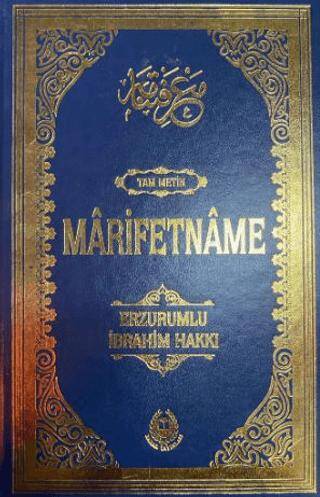 معرفتنامه
TAM METİN
MÂRİFETNÂME
ERZURUMLU
İBRAHİM HAKKI